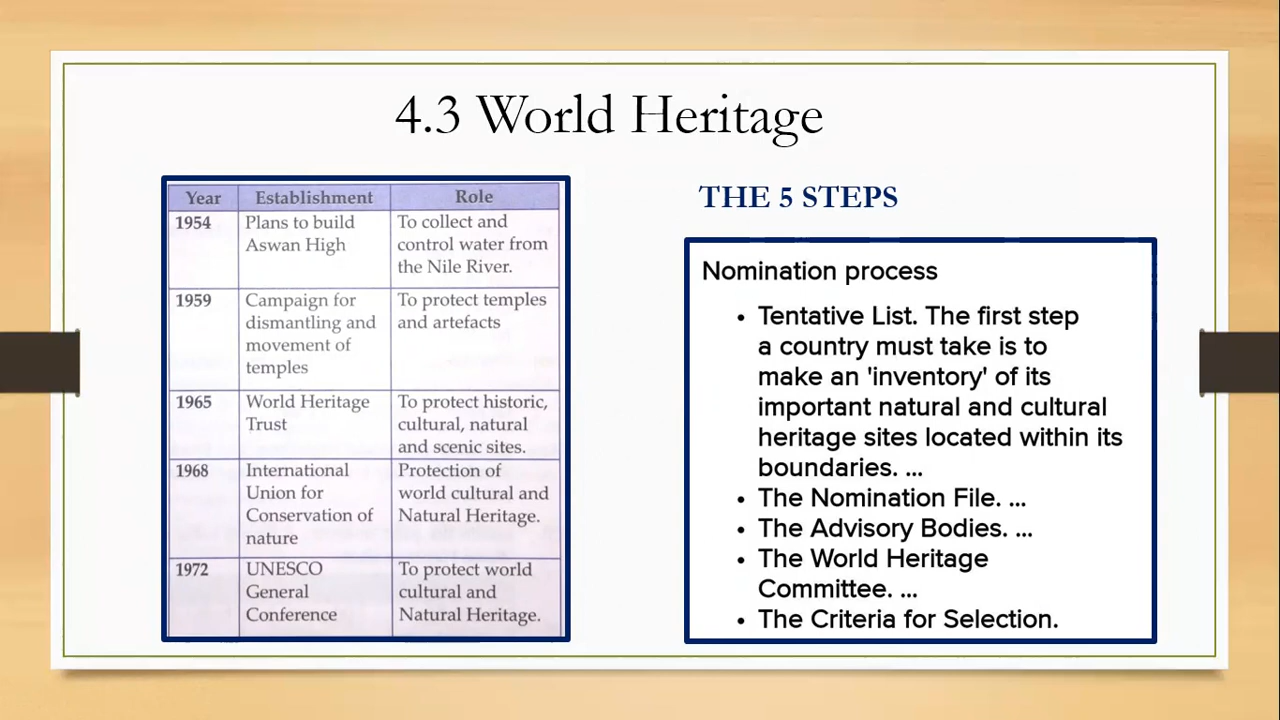 4.3 World Heritage
Year Establishment Role
1954 Plans to build To collect and
Aswan High control water from
the Nile River.
1959 Campaign for To protect temples
dismantling and and artefacts
movement of
temples
1965 World Heritage To protect historic,
Trust cultural, natural
and scenic sites.
1968 International Protection of
Union for world cultural and
Conservation of Natural Heritage.
nature
1972 UNESCO To protect world
General cultural and
Conference Natural Heritage.
THE 5 STEPS
Nomination process
• Tentative List. The first step
a country must take is to
make an 'inventory' of its
important natural and cultural
heritage sites located within its
boundaries. ...
• The Nomination File. ...
• The Advisory Bodies. ...
• The World Heritage
Committee. ...
• The Criteria for Selection.